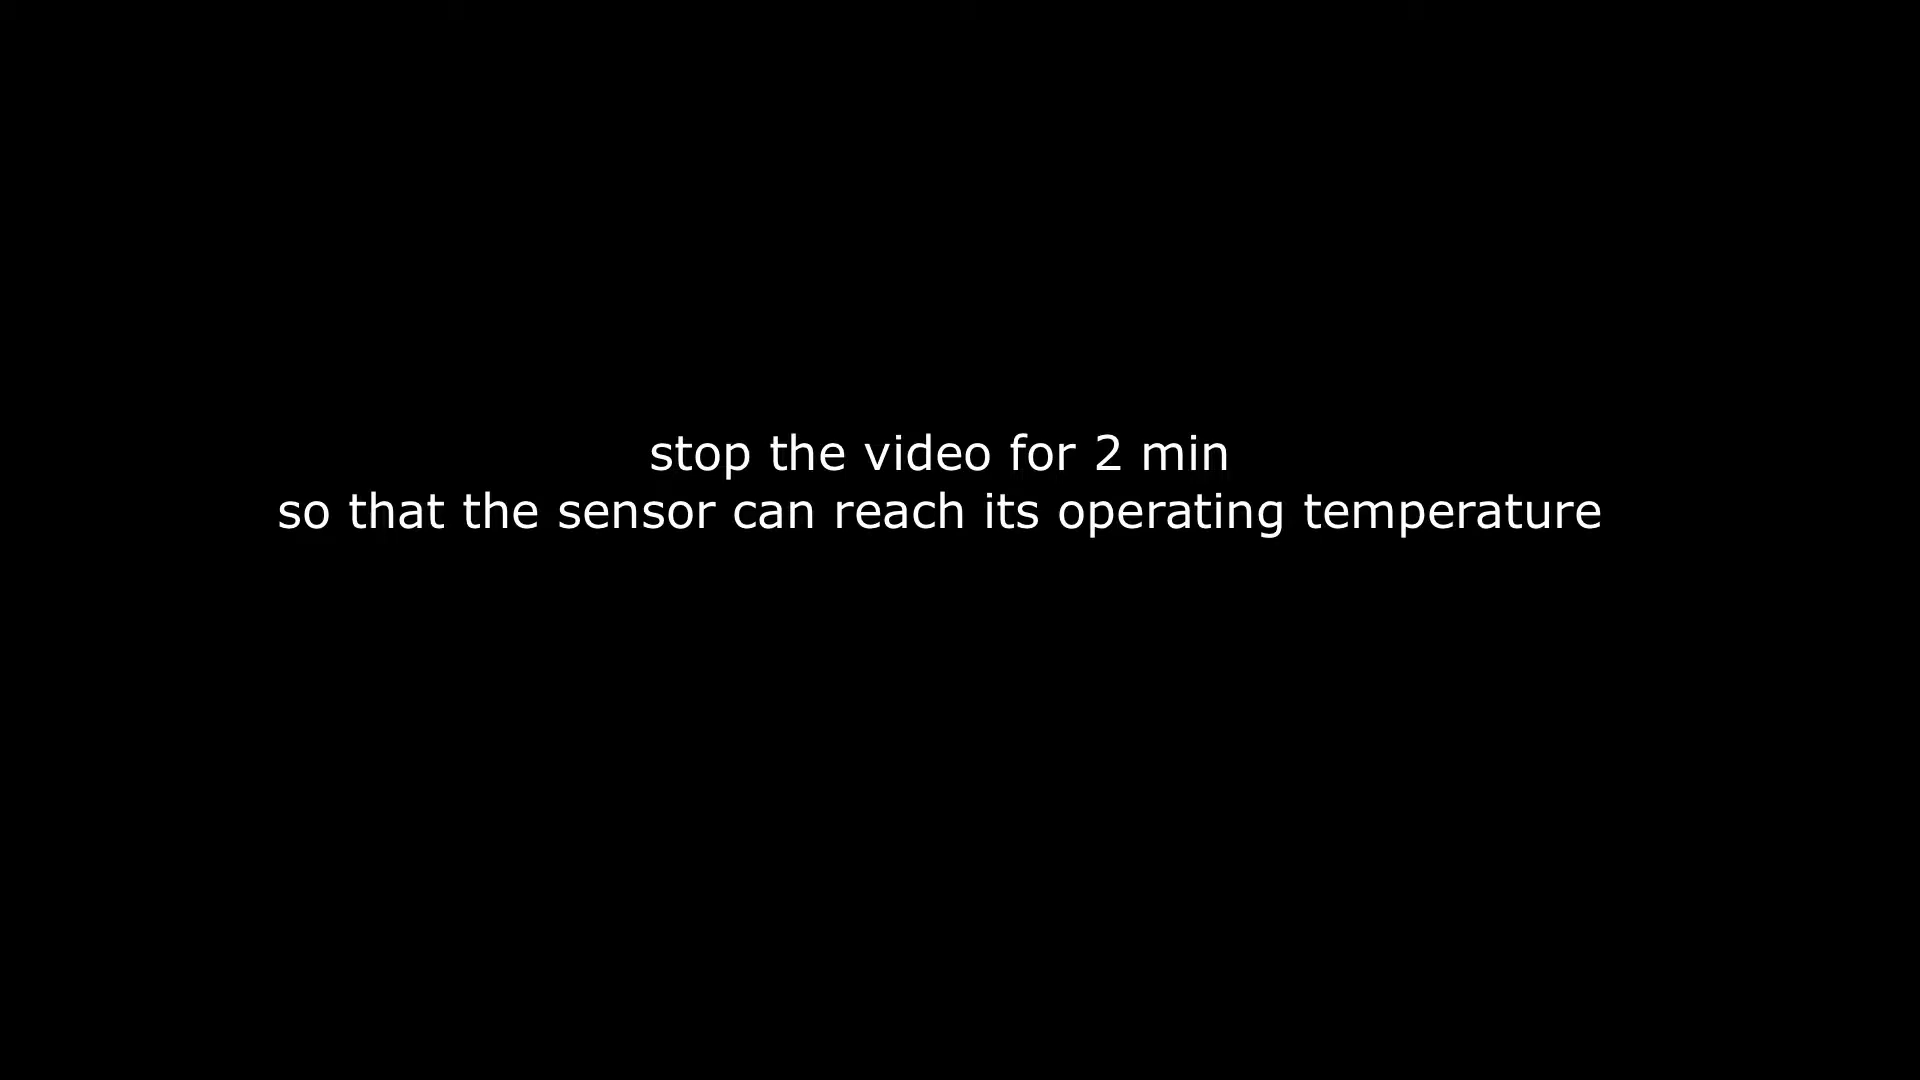 stop the video for 2 min
so that the sensor can reach its operating temperature